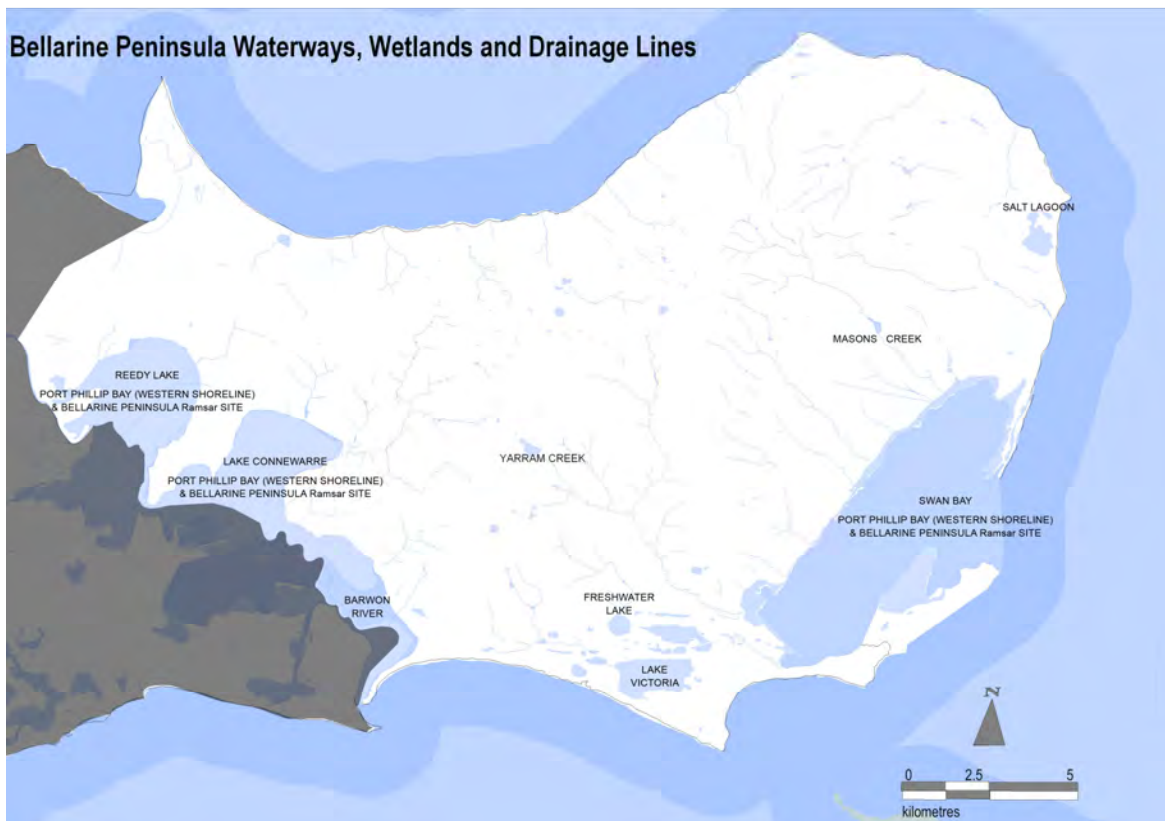 Bellarine Peninsula Waterways, Wetlands and Drainage Lines
SALT LAGOON
MASONS CREEK
REEDY LAKE
PORT PHILLIP BAY (WESTERN SHORELINE)
& BELLARINE PENINSULA Ramsar SITE
LAKE CONNEWARRE
PORT PHILLIP BAY (WESTERN SHORELINE)
& BELLARINE PENINSULA Ramsar SITE
YARRAM CREEK
SWAN BAY
PORT PHILLIP BAY (WESTERN SHORELINE)
& BELLARINE PENINSULA Ramsar SITE
BARWON
RIVER
FRESHWATER
LAKE
LAKE
VICTORIA
N
0 2.5 5
kilometres